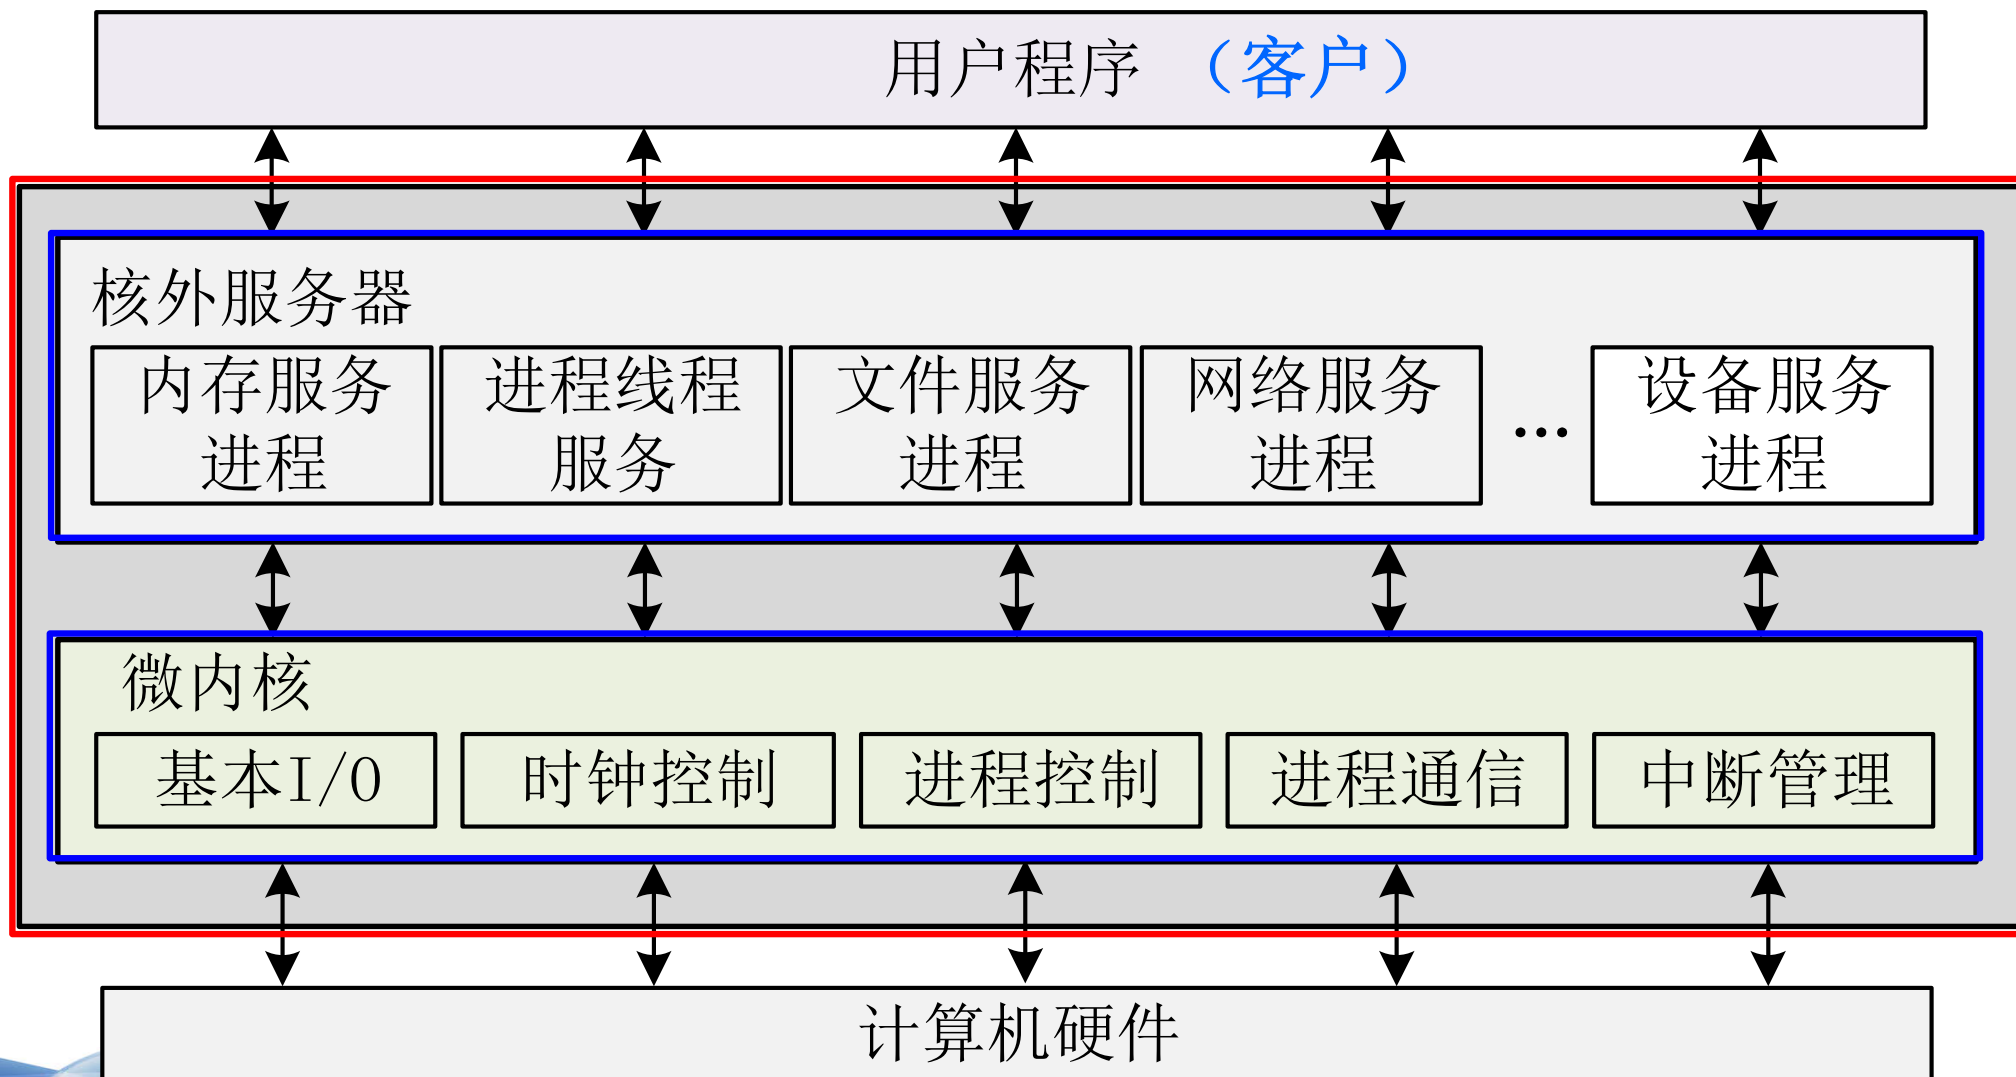 用户程序 （客户）
核外服务器
内存服务
进程
进程线程
服务
文件服务
进程
网络服务
进程
...
设备服务
进程
微内核
基本I/O
时钟控制
进程控制
进程通信
中断管理
计算机硬件